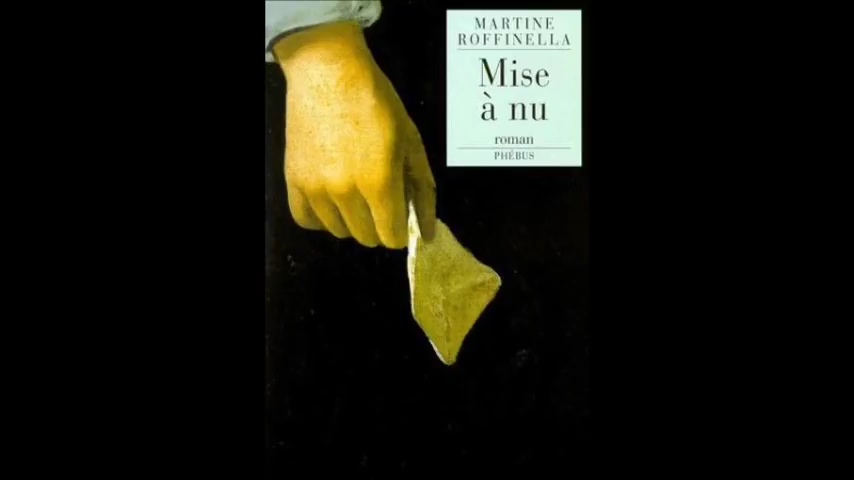 MARTINE
ROFFINELLA
Mise
à nu
roman
PHÉBUS